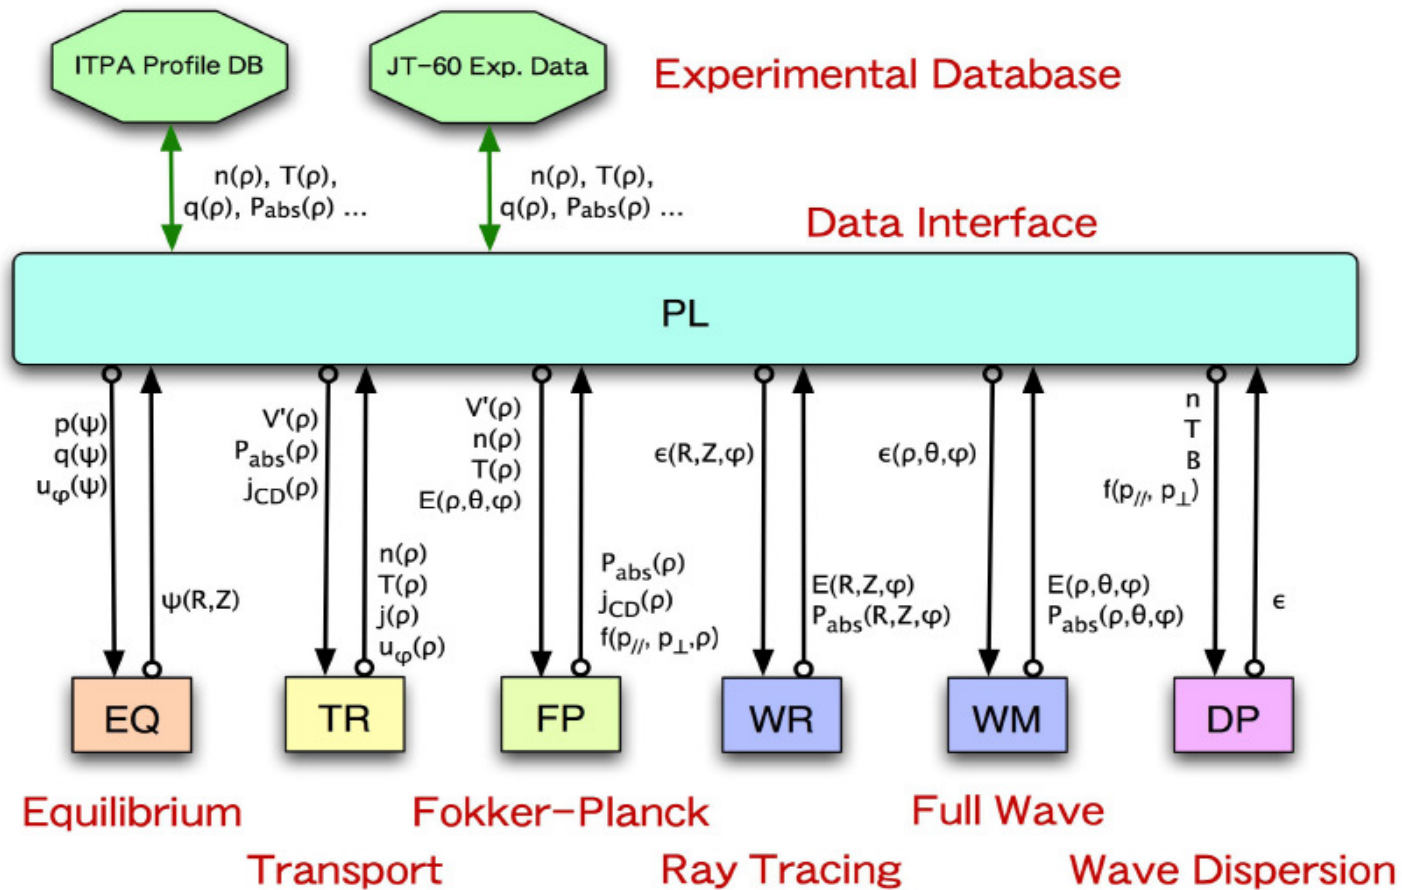 ITPA Profile DB
JT-60 Exp. Data
Experimental Database
n(ρ), T(ρ),
q(ρ), Pabs(ρ) ...
n(ρ), T(ρ),
q(ρ), Pabs(ρ) ...
Data Interface
PL
p(ψ)
q(ψ)
uφ(ψ)
ψ(R,Z)
V'(ρ)
Pabs(ρ)
jCD(ρ)
n(ρ)
T(ρ)
j(ρ)
uφ(ρ)
V'(ρ)
n(ρ)
T(ρ)
E(ρ,θ,φ)
Pabs(ρ)
jCD(ρ)
f(p//, p⊥,ρ)
ϵ(R,Z,φ)
E(R,Z,φ)
Pabs(R,Z,φ)
ϵ(ρ,θ,φ)
E(ρ,θ,φ)
Pabs(ρ,θ,φ)
n
T
B
f(p//, p⊥)
ϵ
EQ
TR
FP
WR
WM
DP
Equilibrium
Fokker-Planck
Full Wave
Transport
Ray Tracing
Wave Dispersion